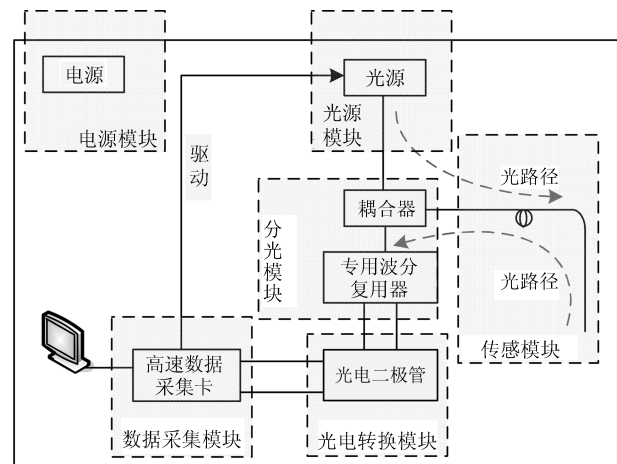 电源
电源模块
光源
光源
模块
驱
动
光路径
耦合器
分
光
模
块
专用波分
复用器
光路径
传感模块
高速数据
采集卡
数据采集模块
光电二极管
光电转换模块